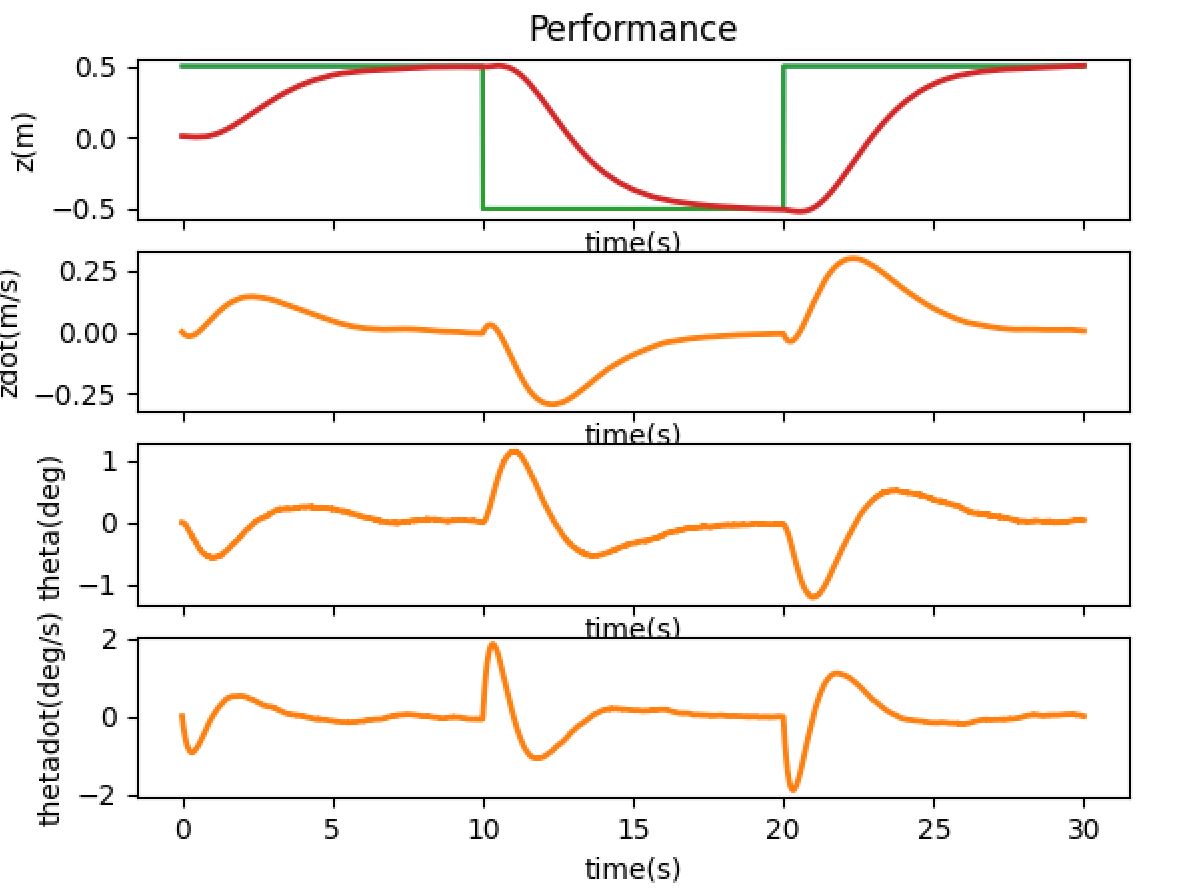 Performance
z(m)
0.5
0.0
−0.5
time(s)
zdot(m/s)
0.25
0.00
−0.25
time(s)
theta(deg)
1
0
−1
time(s)
thetadot(deg/s)
2
0
−2
0 5 10 15 20 25 30
time(s)